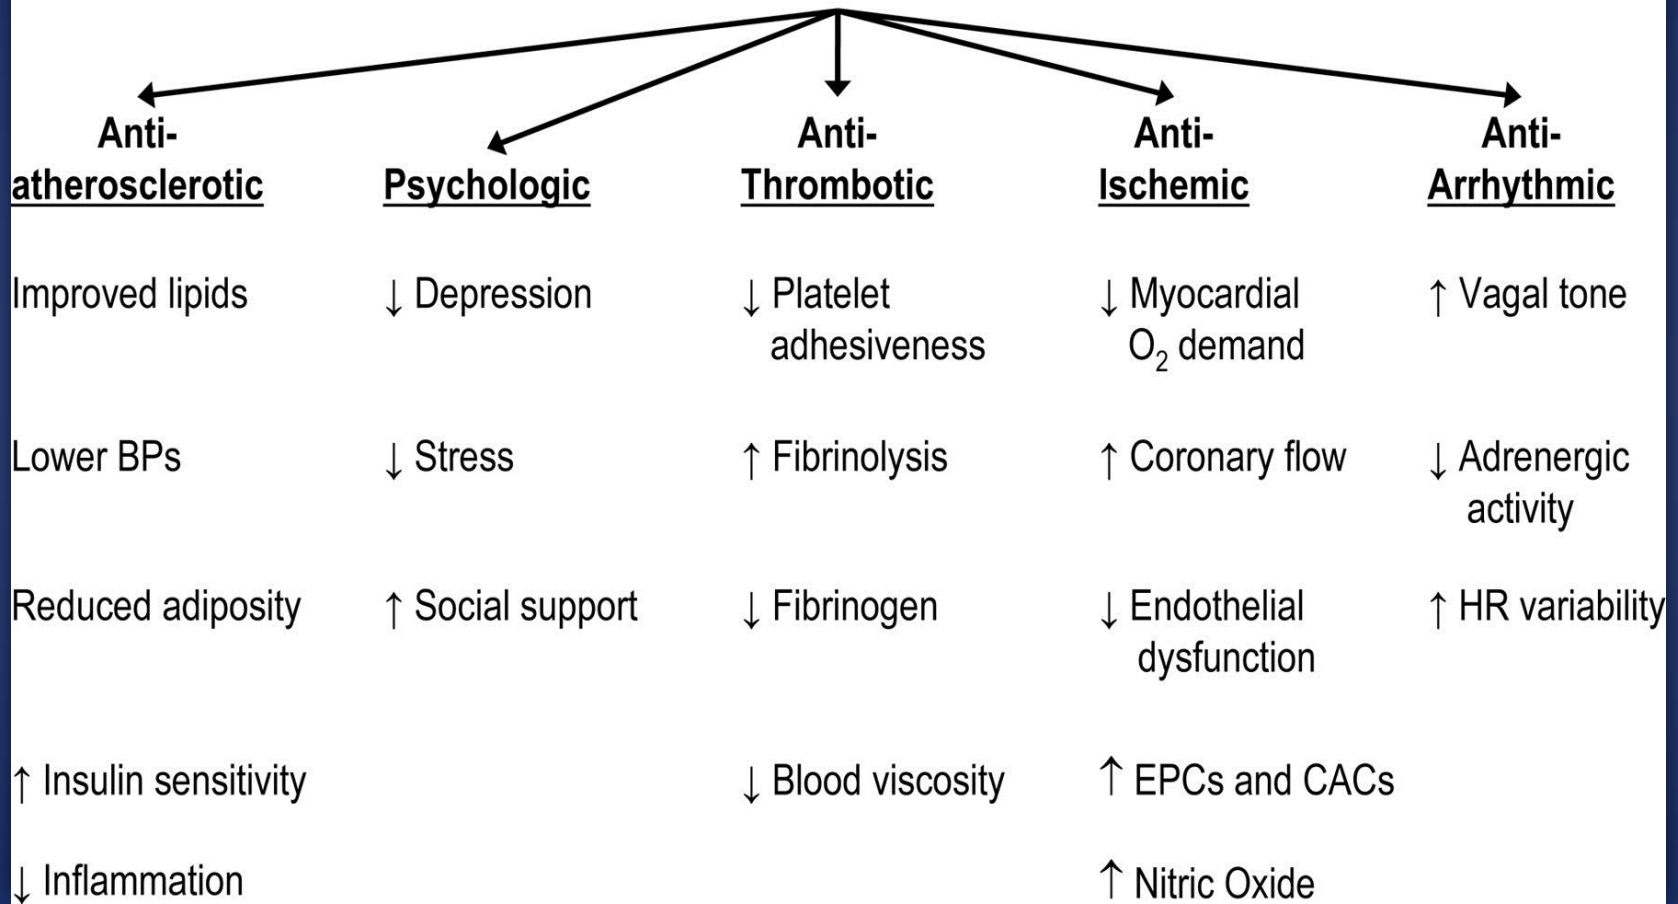 Anti-
atherosclerotic
Improved lipids
Lower BPs
Reduced adiposity
↑ Insulin sensitivity
↓ Inflammation
Psychologic
↓ Depression
↓ Stress
↑ Social support
Anti-
Thrombotic
↓ Platelet
adhesiveness
↑ Fibrinolysis
↓ Fibrinogen
↓ Blood viscosity
Anti-
Ischemic
↓ Myocardial
O₂ demand
↑ Coronary flow
↓ Endothelial
dysfunction
↑ EPCs and CACs
↑ Nitric Oxide
Anti-
Arrhythmic
↑ Vagal tone
↓ Adrenergic
activity
↑ HR variability